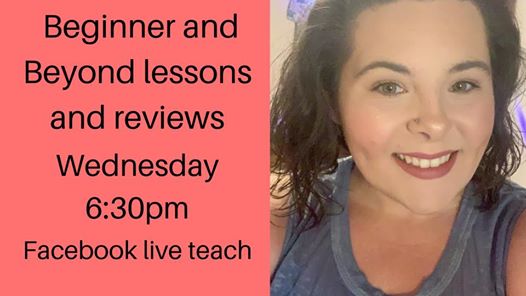 Beginner and
Beyond lessons
and reviews
Wednesday
6:30pm
Facebook live teach